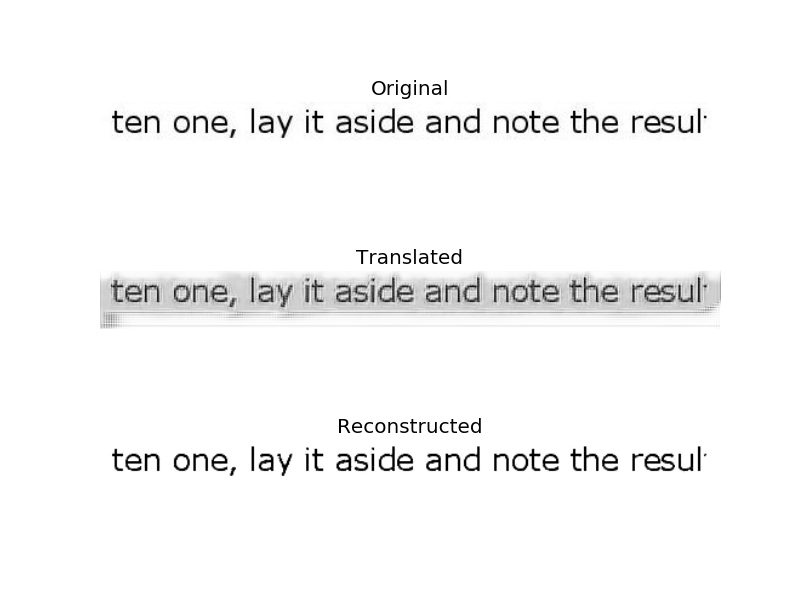 Original
ten one, lay it aside and note the resul
Translated
ten one, lay it aside and note the resul
Reconstructed
ten one, lay it aside and note the resul